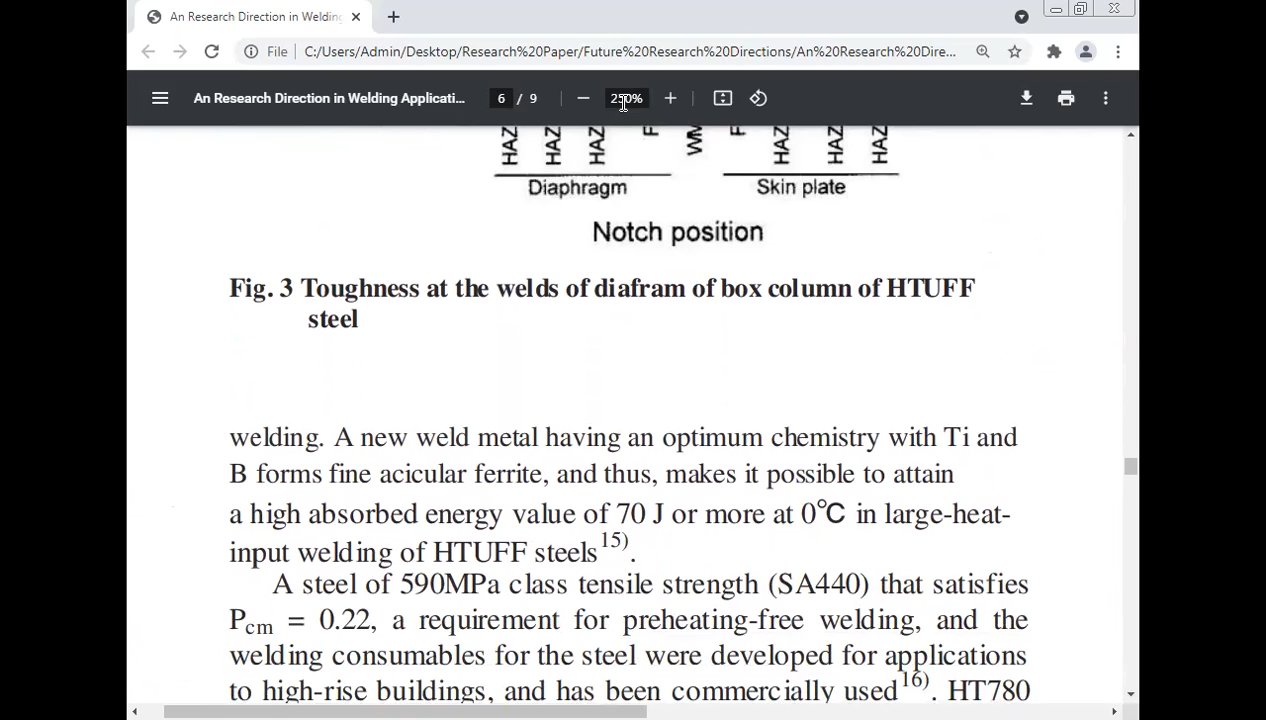 An Research Direction in Welding
File C:/Users/Admin/Desktop/Research%20Paper/Future%20Research%20Directions/An%20Research%20Dire...
An Research Direction in Welding Applicati... 6 / 9 250%
HAZ HAZ HAZ F WM F HAZ HAZ HAZ
Diaphragm Skin plate
Notch position
Fig. 3 Toughness at the welds of diafram of box column of HTUFF
steel
welding. A new weld metal having an optimum chemistry with Ti and
B forms fine acicular ferrite, and thus, makes it possible to attain
a high absorbed energy value of 70 J or more at 0℃ in large-heat-
input welding of HTUFF steels15).
A steel of 590MPa class tensile strength (SA440) that satisfies
Pcm = 0.22, a requirement for preheating-free welding, and the
welding consumables for the steel were developed for applications
to high-rise buildings, and has been commercially used16). HT780